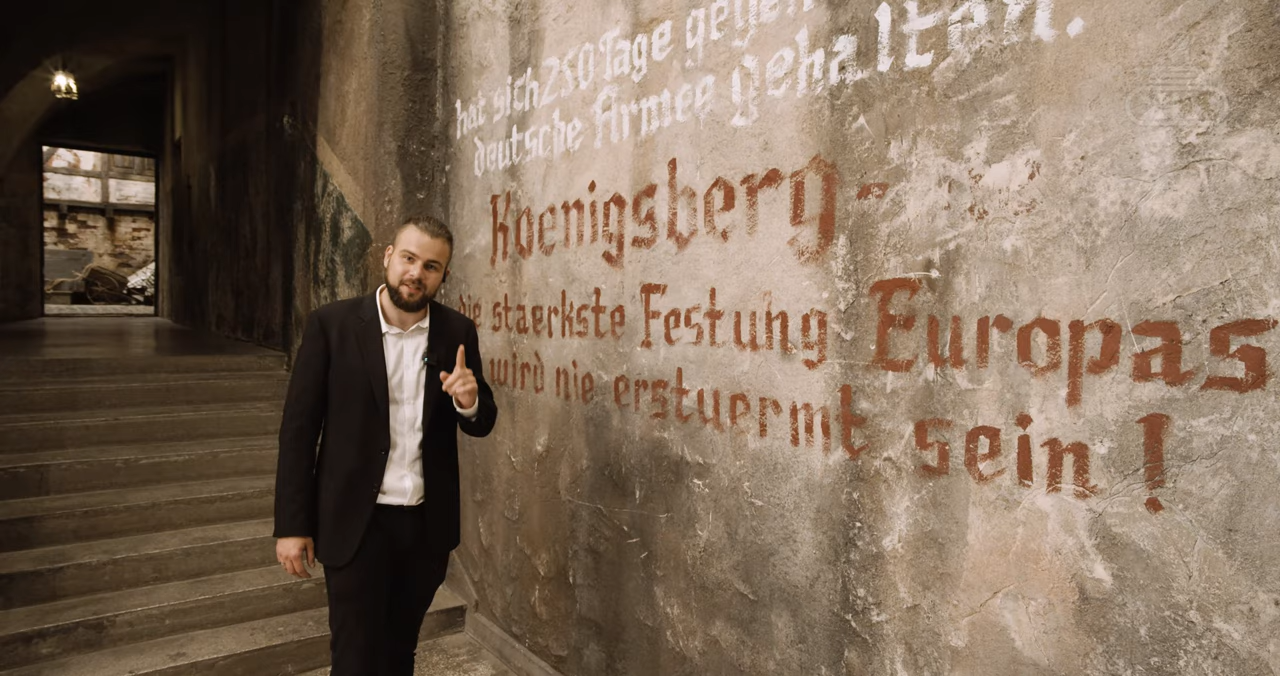 hat sich 250 Tage gegen
deutsche Armee gehalten.
Koenigsberg-
die staerkste Festung Europas
wird nie erstuermt sein!